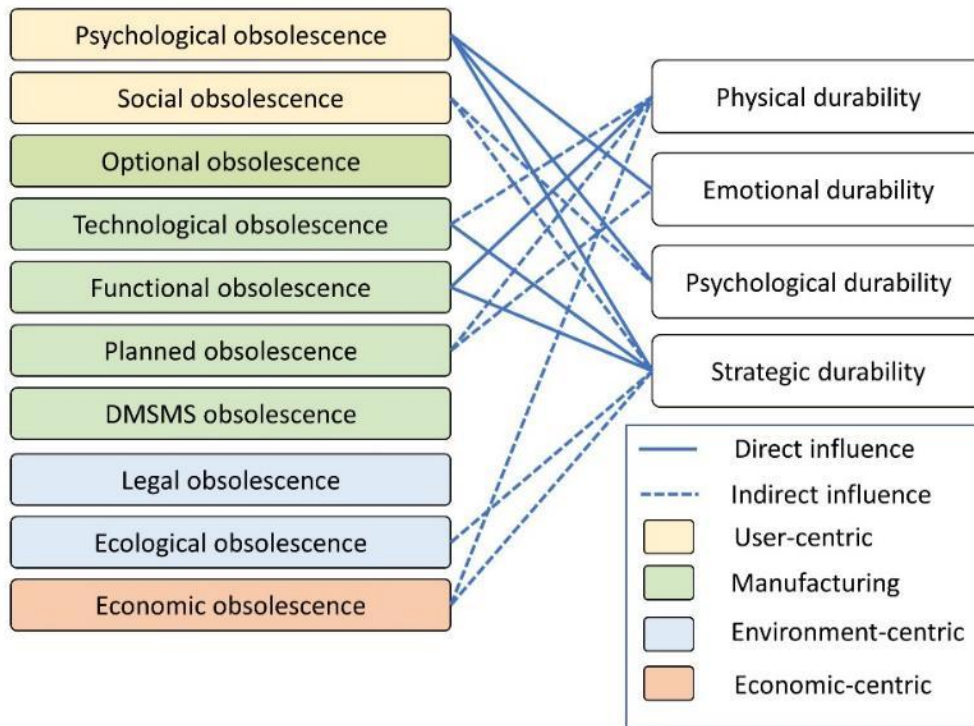 Psychological obsolescence
Social obsolescence
Optional obsolescence
Technological obsolescence
Functional obsolescence
Planned obsolescence
DMSMS obsolescence
Legal obsolescence
Ecological obsolescence
Economic obsolescence
Physical durability
Emotional durability
Psychological durability
Strategic durability
Direct influence
Indirect influence
User-centric
Manufacturing
Environment-centric
Economic-centric